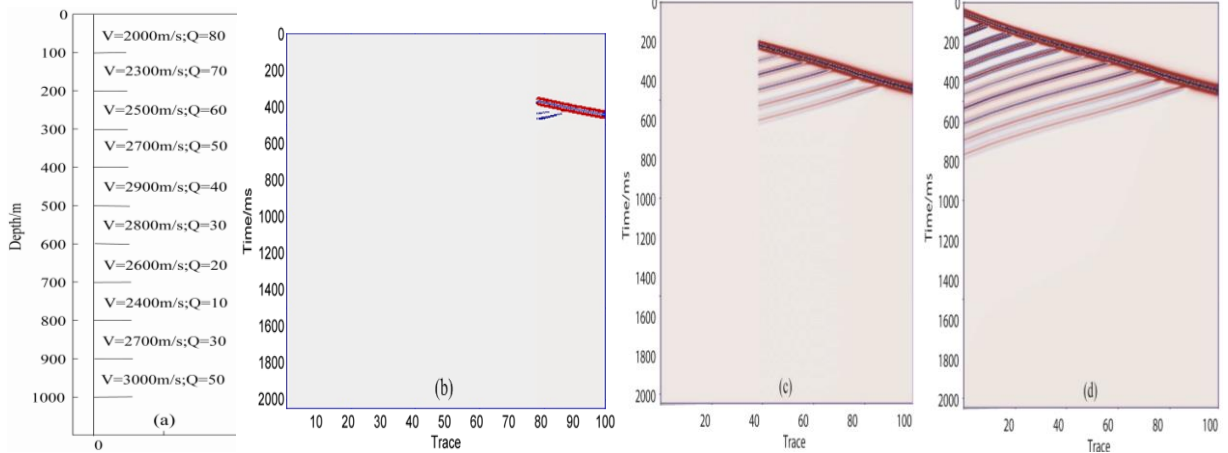 0
V=2000m/s;Q=80
100
V=2300m/s;Q=70
200
V=2500m/s;Q=60
300
V=2700m/s;Q=50
400
V=2900m/s;Q=40
500
V=2800m/s;Q=30
600
V=2600m/s;Q=20
700
V=2400m/s;Q=10
800
V=2700m/s;Q=30
900
V=3000m/s;Q=50
1000
Depth/m
(a)
0
0
200
400
600
800
1000
1200
1400
1600
1800
2000
Time/ms
(b)
10 20 30 40 50 60 70 80 90 100
Trace
0
200
400
600
800
1000
1200
1400
1600
1800
2000
Time/ms
(c)
20 40 60 80 100
Trace
0
200
400
600
800
1000
1200
1400
1600
1800
2000
Time/ms
(d)
20 40 60 80 100
Trace